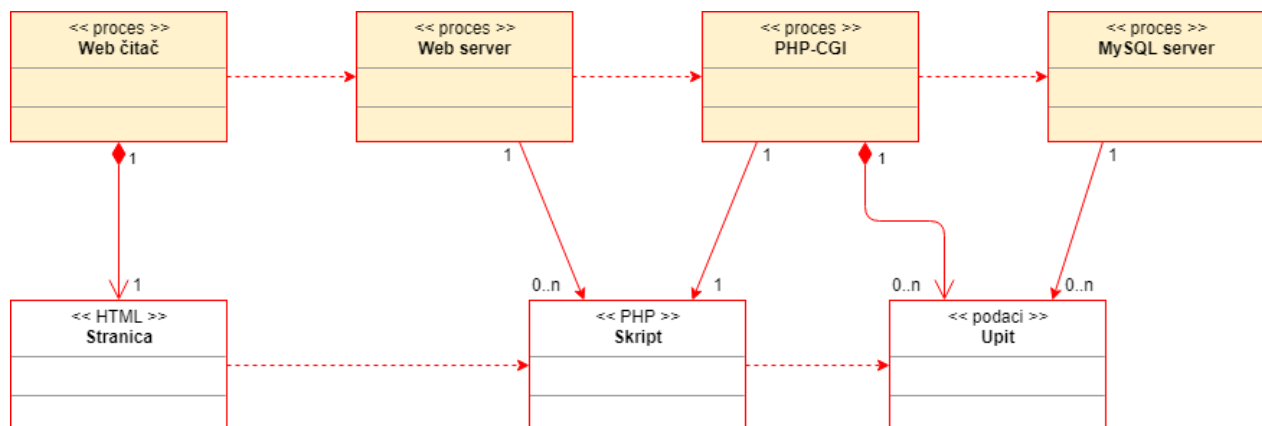 << proces >>
Web čitač
<< proces >>
Web server
<< proces >>
PHP-CGI
<< proces >>
MySQL server
1
1
1
1
1
1
0..n
1
0..n
0..n
<< HTML >>
Stranica
<< PHP >>
Skript
<< podaci >>
Upit